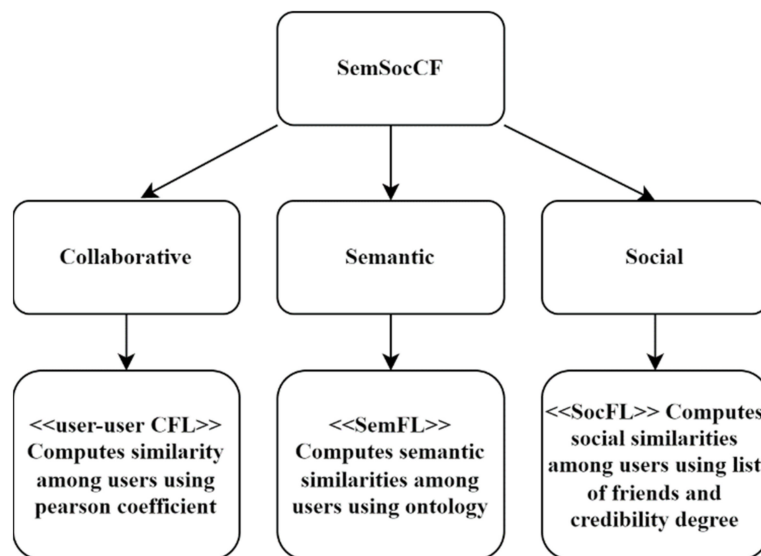 SemSocCF
Collaborative
Semantic
Social
<<user-user CFL>>
Computes similarity
among users using
pearson coefficient
<<SemFL>>
Computes semantic
similarities among
users using ontology
<<SocFL>> Computes
social similarities
among users using list
of friends and
credibility degree